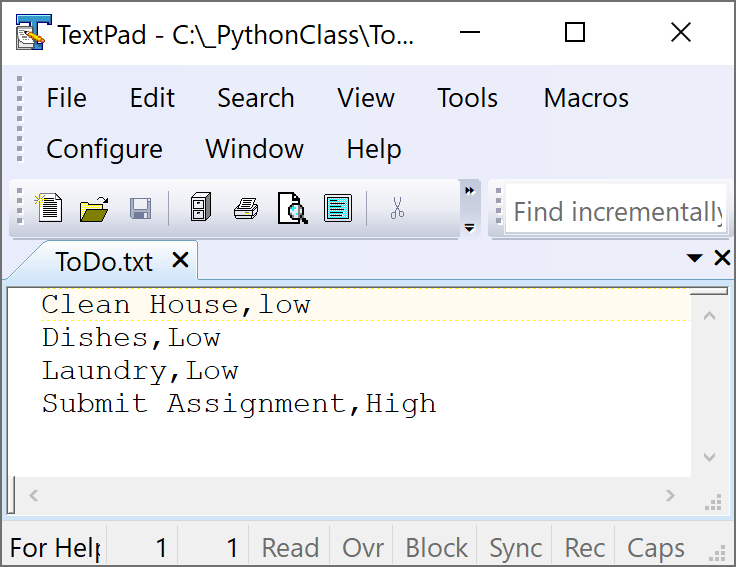 TextPad - C:\_PythonClass\To...
File Edit Search View Tools Macros
Configure Window Help
Find incrementally
ToDo.txt
Clean House,low
Dishes,Low
Laundry,Low
Submit Assignment,High
For Help 1 1 Read Ovr Block Sync Rec Caps